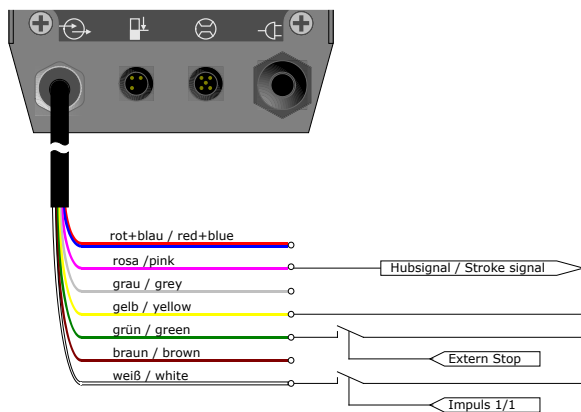 rot+blau / red+blue
rosa /pink
Hubsignal / Stroke signal
grau / grey
gelb / yellow
grün / green
Extern Stop
braun / brown
weiß / white
Impuls 1/1